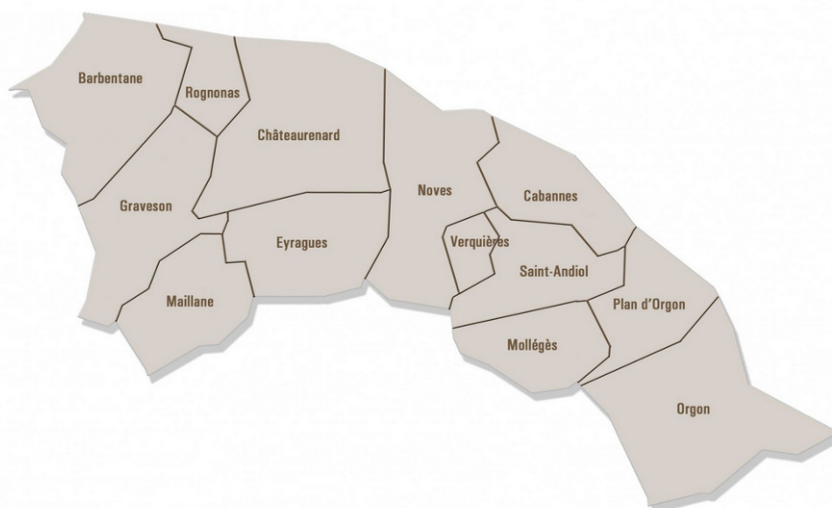 Barbentane
Rognonas
Châteaurenard
Graveson
Noves
Cabannes
Eyragues
Verquières
Saint-Andiol
Maillane
Plan d'Orgon
Mollégès
Orgon